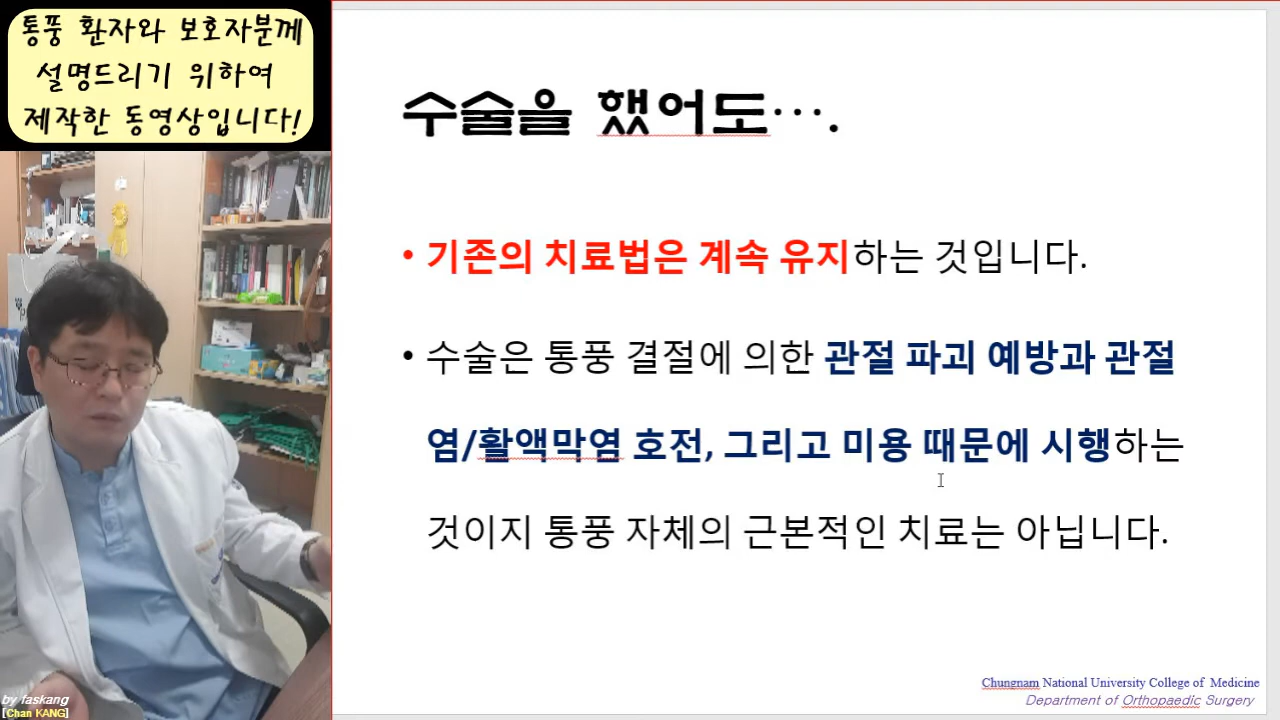 통풍 환자와 보호자분께
설명드리기 위하여
제작한 동영상입니다!
수술을 했어도….
• 기존의 치료법은 계속 유지하는 것입니다.
• 수술은 통풍 결절에 의한 관절 파괴 예방과 관절
염/활액막염 호전, 그리고 미용 때문에 시행하는
것이지 통풍 자체의 근본적인 치료는 아닙니다.
by faskang
[Chan KANG]
Chungnam National University College of Medicine
Department of Orthopaedic Surgery